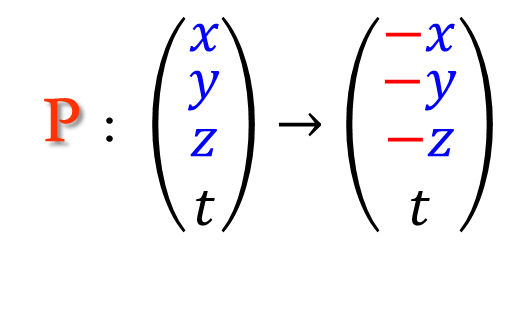 P : (x y z t) → (−x −y −z t)